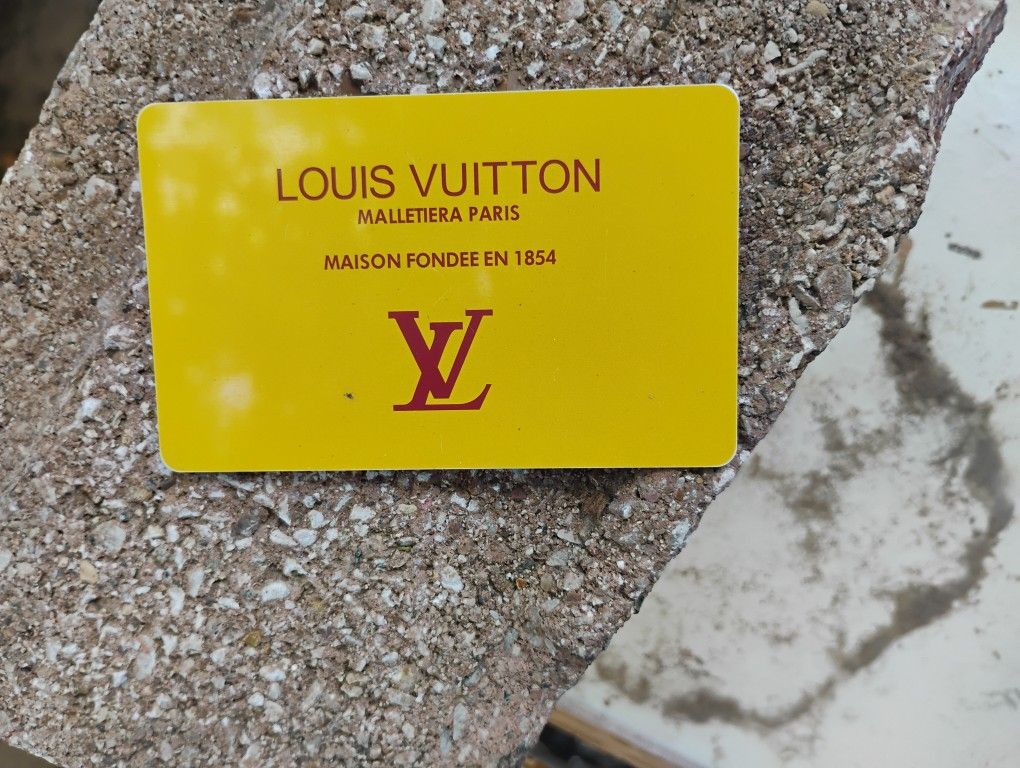 LOUIS VUITTON
MALLETIERA PARIS
MAISON FONDEE EN 1854
LV